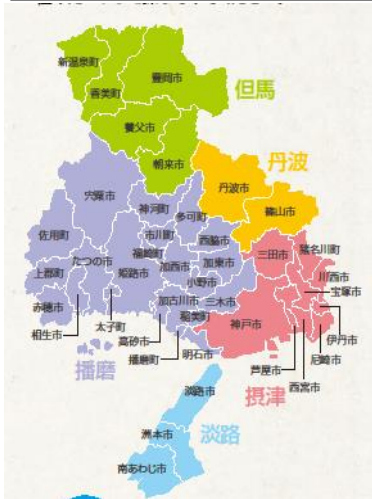 新温泉町
香美町
豊岡市
但馬
養父市
朝来市
丹波
丹波市
篠山市
宍粟市
神河町
多可町
佐用町
市川町
西脇市
たつの市
福崎町
加西市
加東市
上郡町
姫路市
小野市
三田市
猪名川町
川西市
宝塚市
赤穂市
加古川市
三木市
稲美町
神戸市
相生市
太子町
高砂市
播磨町
明石市
伊丹市
尼崎市
芦屋市
西宮市
播磨
摂津
淡路市
淡路
洲本市
南あわじ市